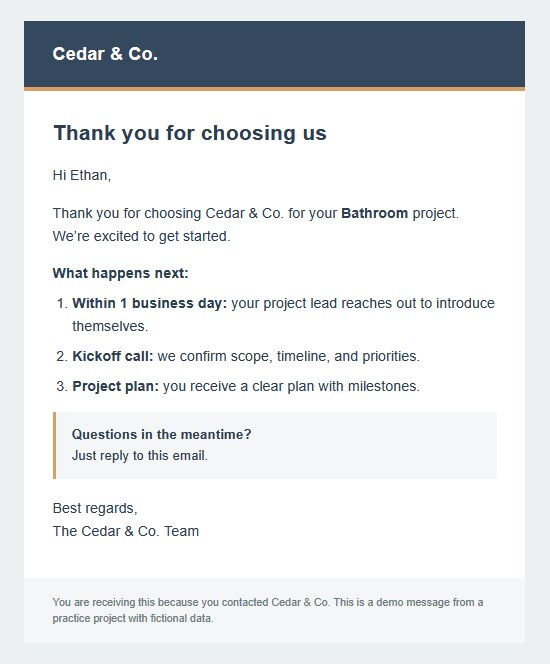 Cedar & Co.
Thank you for choosing us
Hi Ethan,
Thank you for choosing Cedar & Co. for your Bathroom project.
We’re excited to get started.
What happens next:
1. Within 1 business day: your project lead reaches out to introduce
themselves.
2. Kickoff call: we confirm scope, timeline, and priorities.
3. Project plan: you receive a clear plan with milestones.
Questions in the meantime?
Just reply to this email.
Best regards,
The Cedar & Co. Team
You are receiving this because you contacted Cedar & Co. This is a demo message from a
practice project with fictional data.